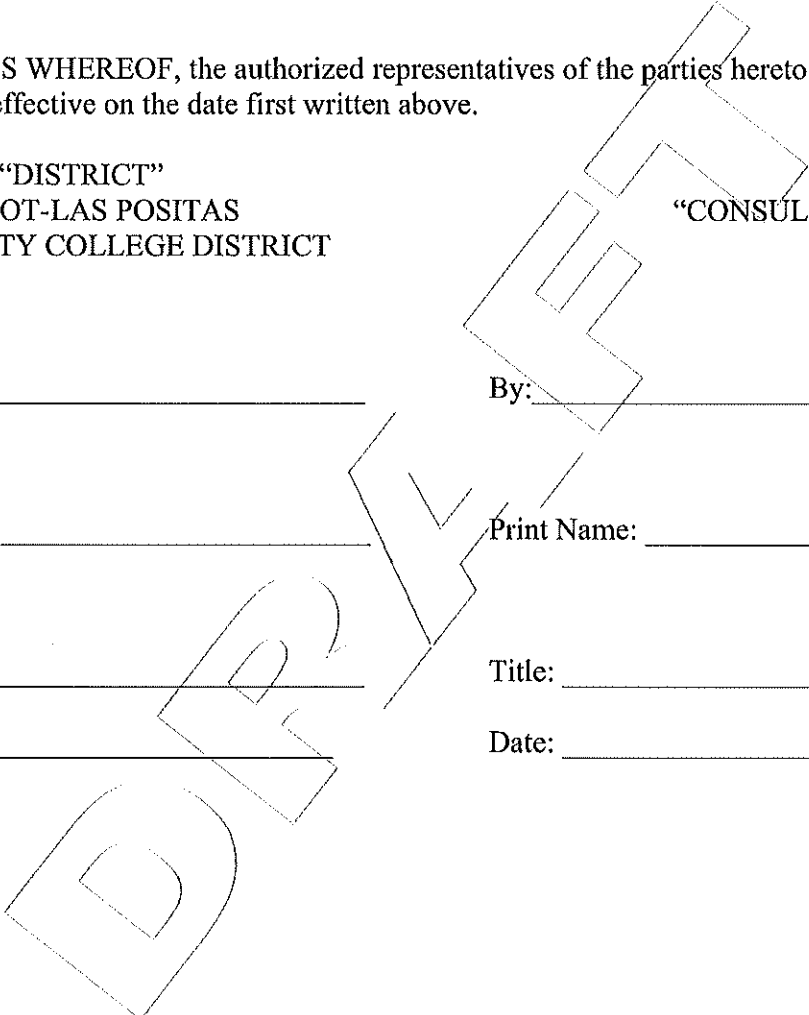 S WHEREOF, the authorized representatives of the parties hereto
effective on the date first written above.
“DISTRICT”
OT-LAS POSITAS
“CONSUL
TY COLLEGE DISTRICT
By:
Print Name:
Title:
Date:
DRAFT